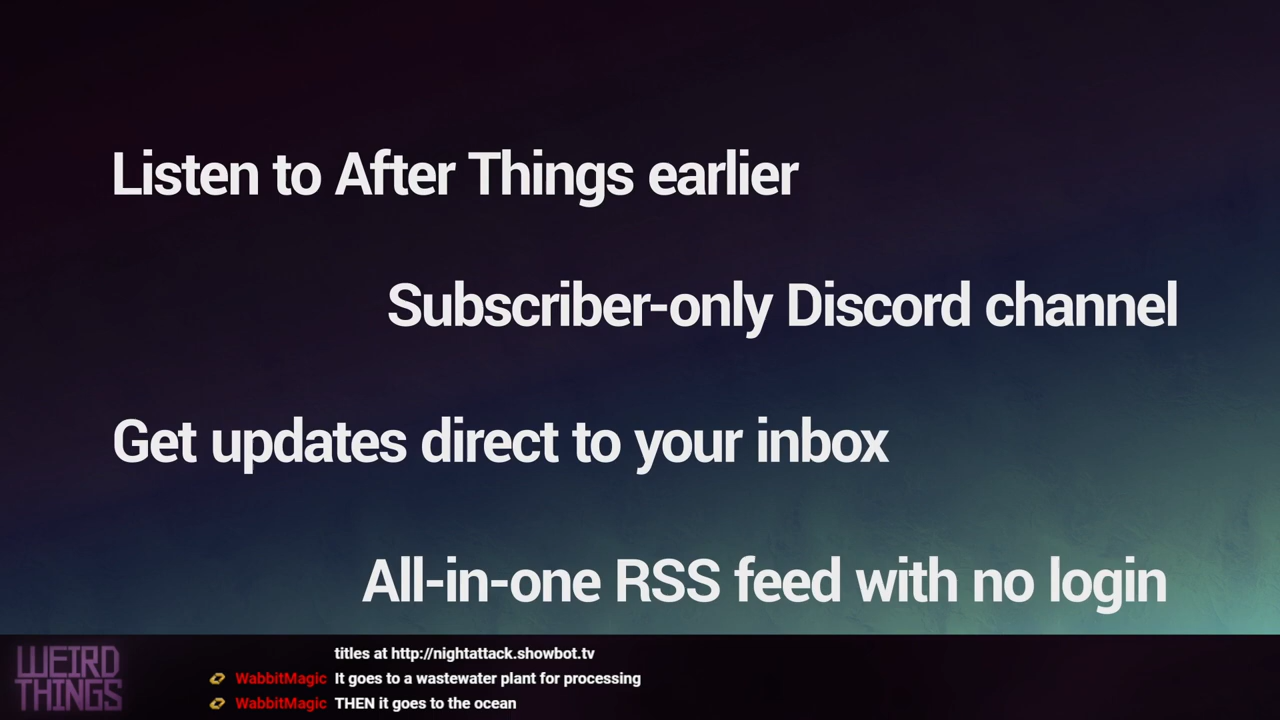 Listen to After Things earlier
Subscriber-only Discord channel
Get updates direct to your inbox
All-in-one RSS feed with no login
WEIRD
THINGS
titles at http://nightattack.showbot.tv
WabbitMagic It goes to a wastewater plant for processing
WabbitMagic THEN it goes to the ocean